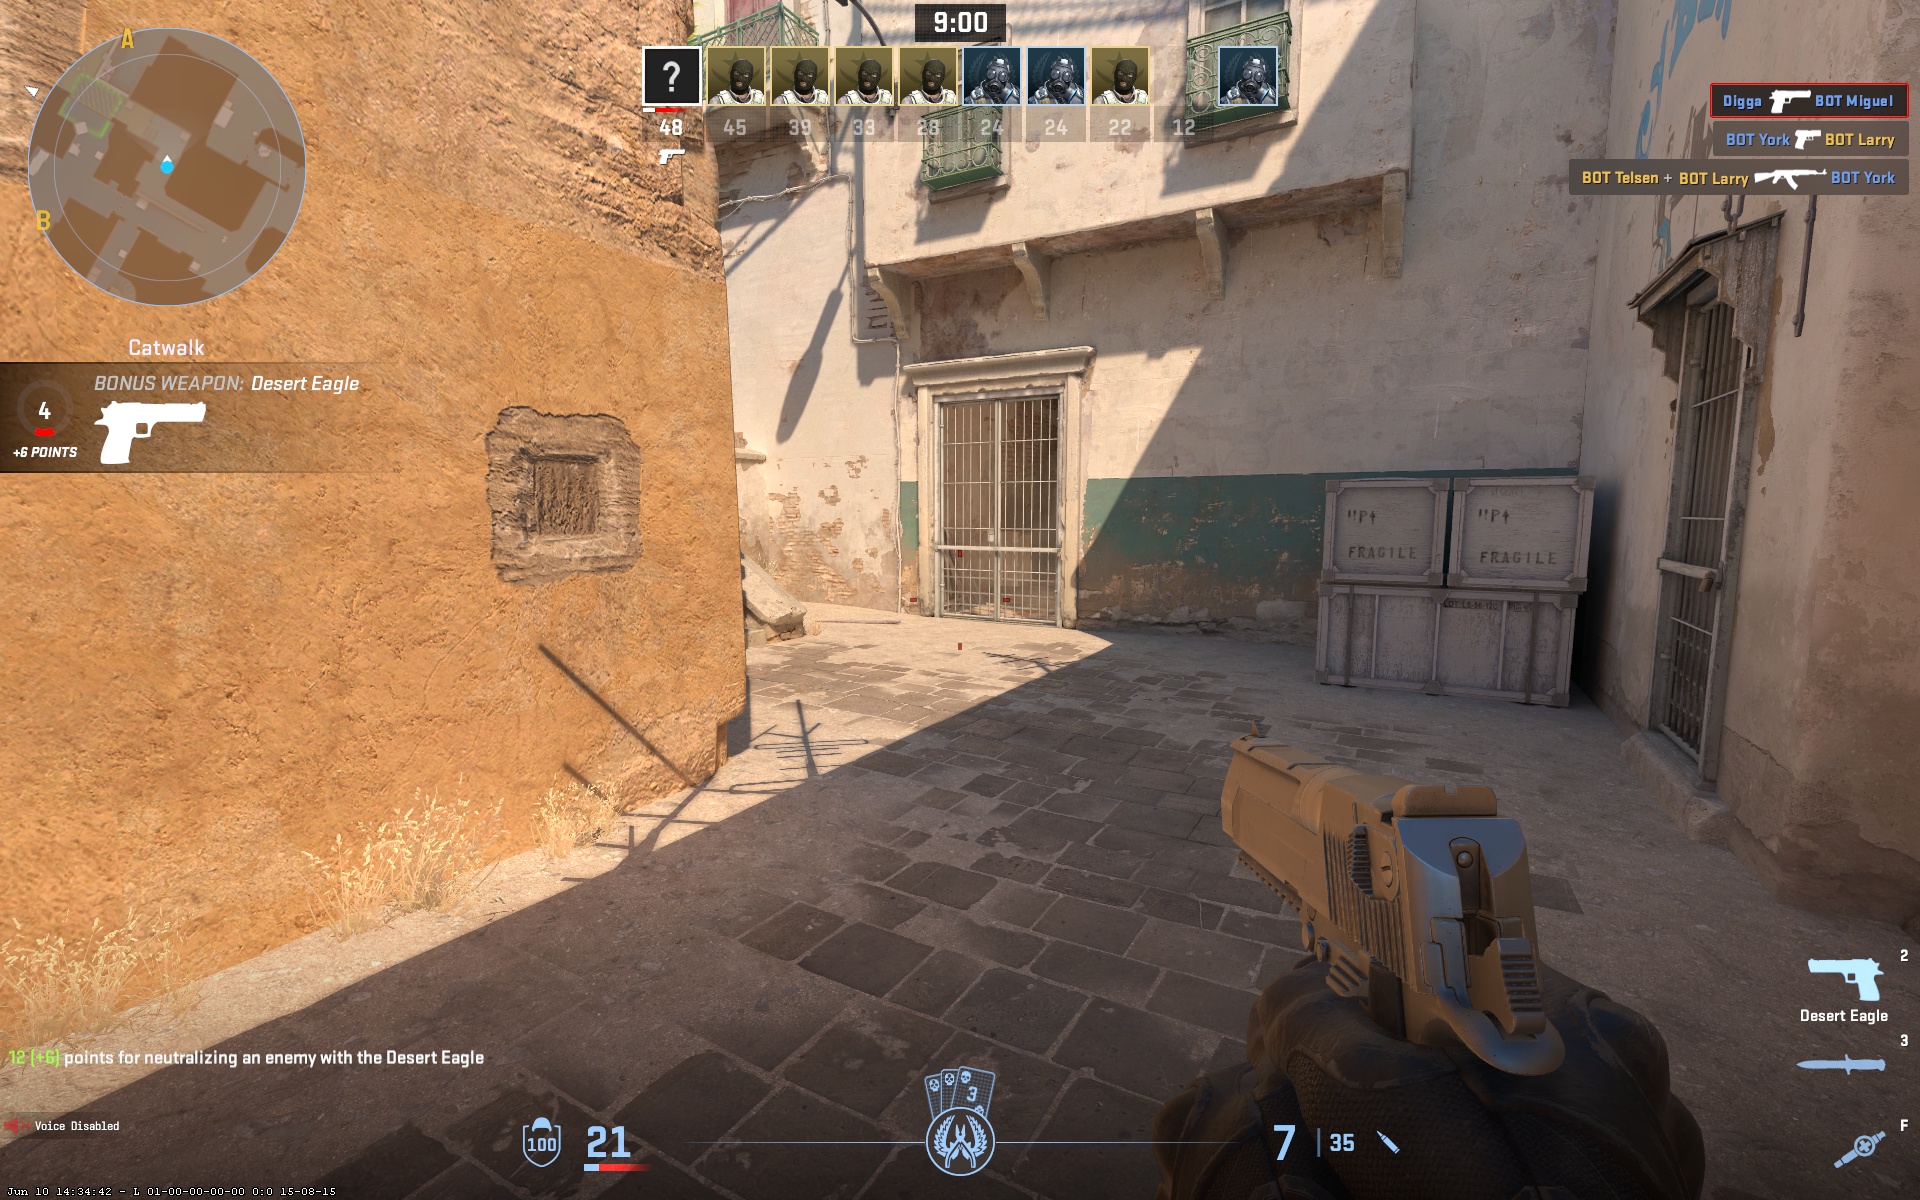 9:00
A
B
?
48
45
39
33
28
24
24
22
12
Digga BOT Miguel
BOT York BOT Larry
BOT Telsen + BOT Larry BOT York
Catwalk
BONUS WEAPON: Desert Eagle
4
+6 POINTS
FRAGILE
FRAGILE
2
Desert Eagle
3
F
12 (+6) points for neutralizing an enemy with the Desert Eagle
Voice Disabled
100
21
3
7
35
Jun 10 14:34:42 - L 01-00-00-00-00 0:0 15-08-15